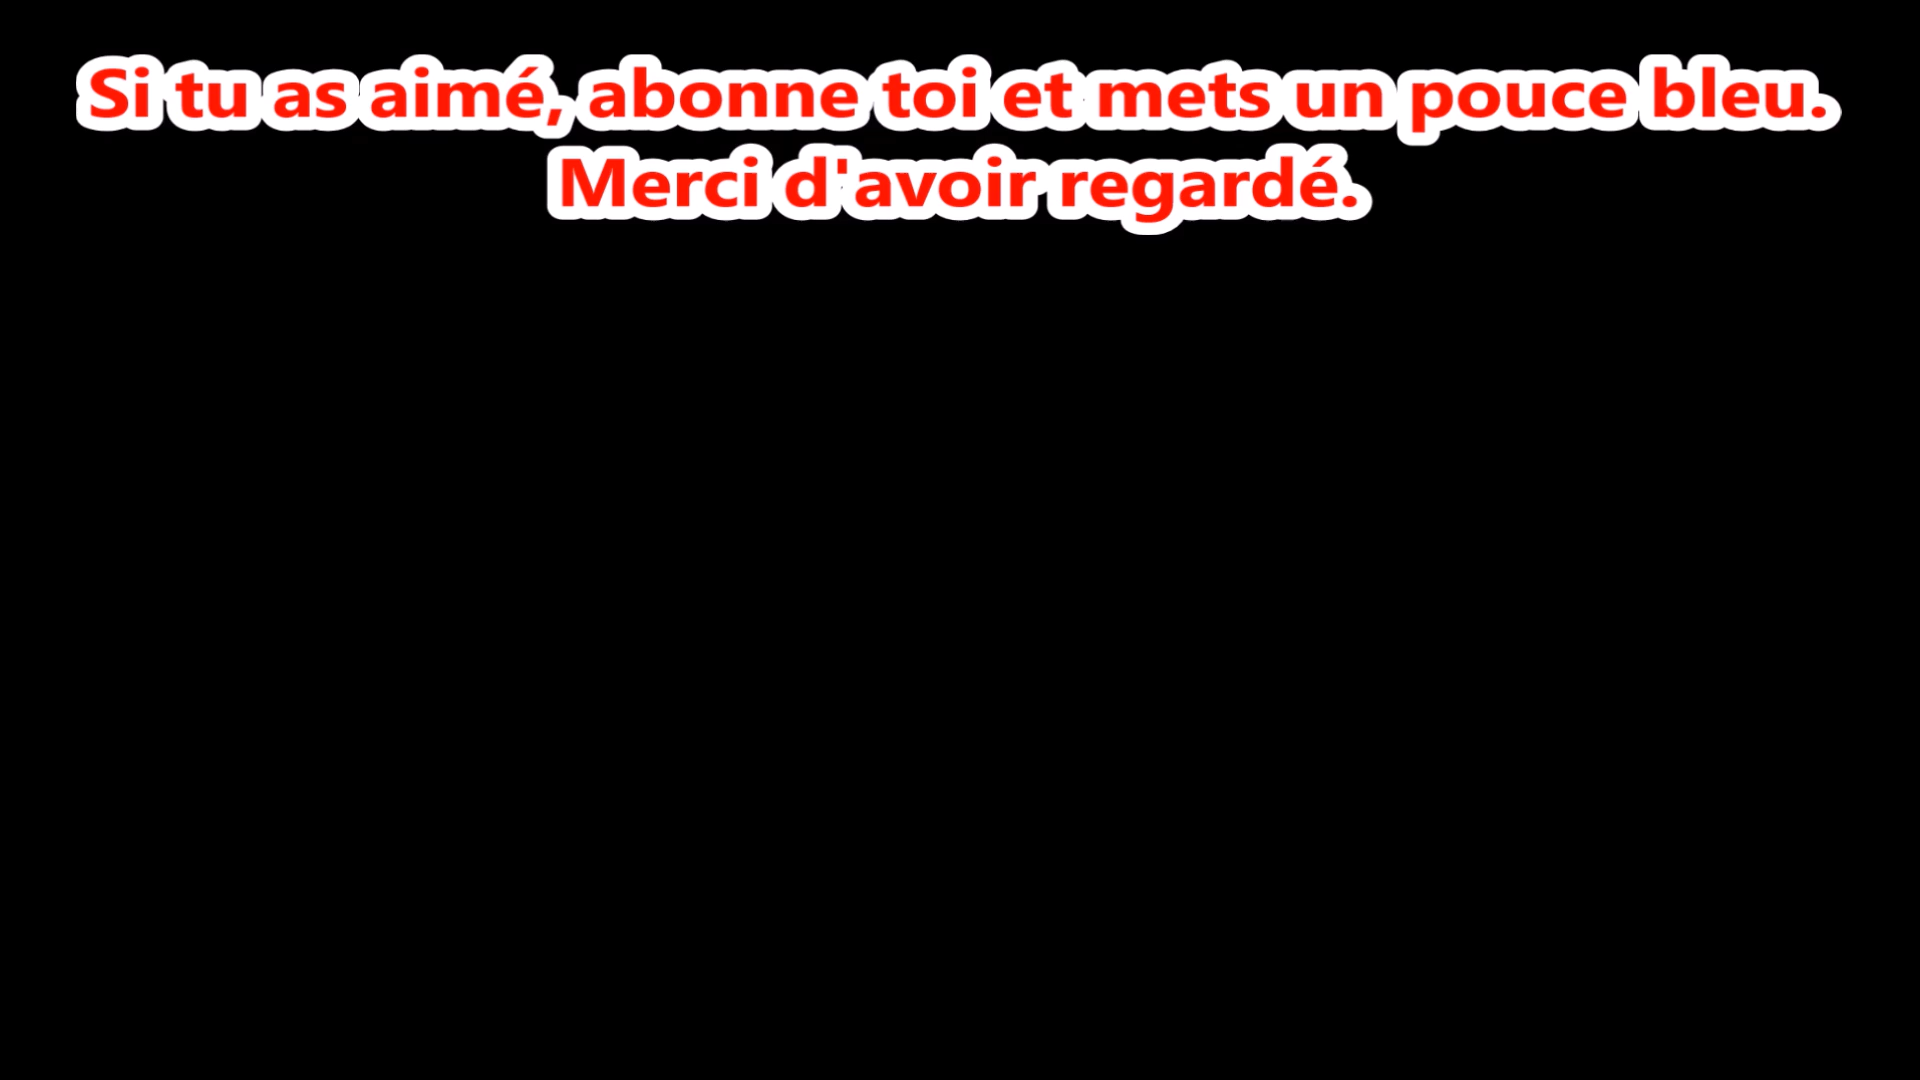 Si tu as aimé, abonne toi et mets un pouce bleu.
Merci d'avoir regardé.